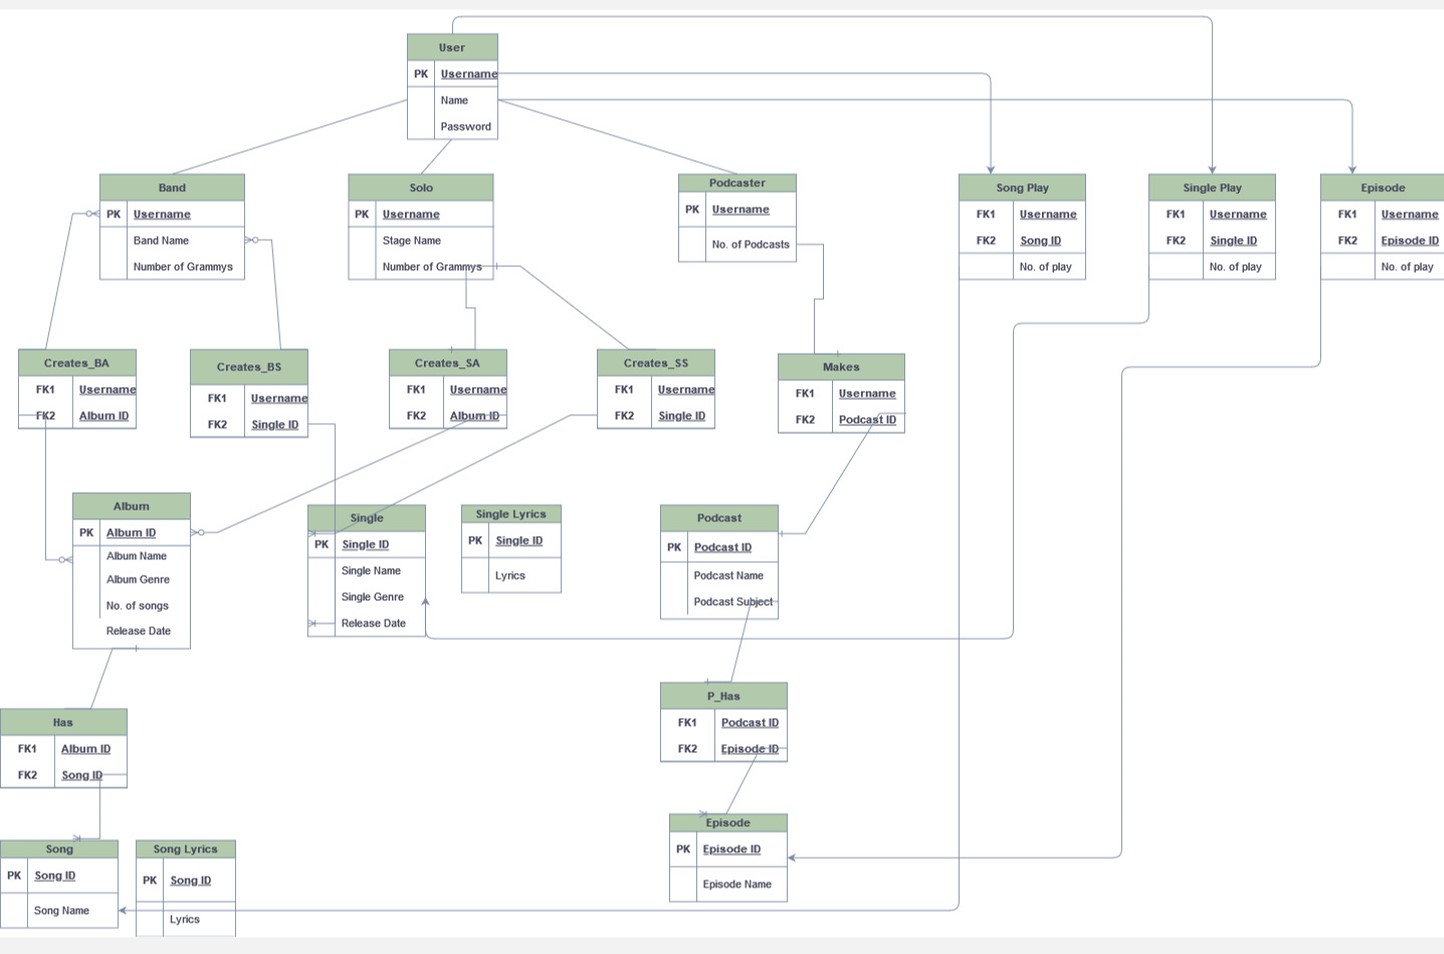 User
PK Username
Name
Password
Band
PK Username
Band Name
Number of Grammys
Solo
PK Username
Stage Name
Number of Grammys
Podcaster
PK Username
No. of Podcasts
Song Play
FK1 Username
FK2 Song ID
No. of play
Single Play
FK1 Username
FK2 Single ID
No. of play
Episode
FK1 Username
FK2 Episode ID
No. of play
Creates_BA
FK1 Username
FK2 Album ID
Creates_BS
FK1 Username
FK2 Single ID
Creates_SA
FK1 Username
FK2 Album ID
Creates_SS
FK1 Username
FK2 Single ID
Makes
FK1 Username
FK2 Podcast ID
Album
PK Album ID
Album Name
Album Genre
No. of songs
Release Date
Single
PK Single ID
Single Name
Single Genre
Release Date
Single Lyrics
PK Single ID
Lyrics
Podcast
PK Podcast ID
Podcast Name
Podcast Subject
Has
FK1 Album ID
FK2 Song ID
P_Has
FK1 Podcast ID
FK2 Episode ID
Song
PK Song ID
Song Name
Song Lyrics
PK Song ID
Lyrics
Episode
PK Episode ID
Episode Name